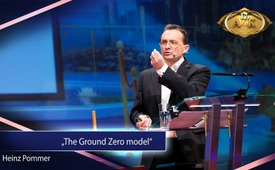 „The Ground Zero model“
Heinz Pommer